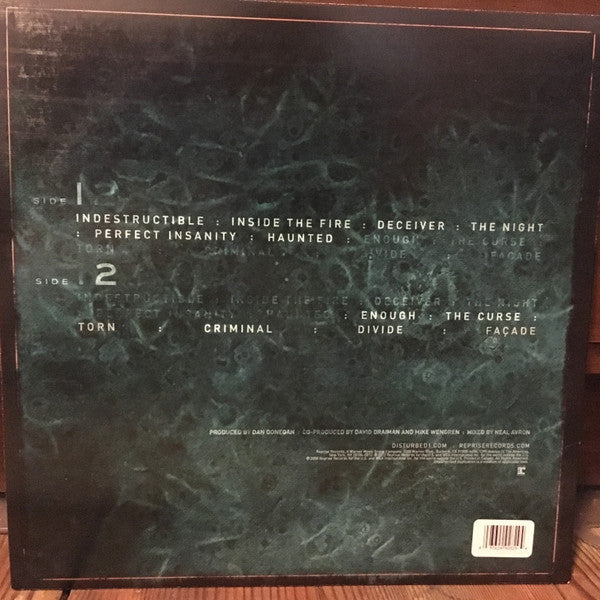 SIDE 1 2
INDESTRUCTIBLE : INSIDE THE FIRE : DECEIVER : THE NIGHT
: PERFECT INSANITY : HAUNTED : ENOUGH : THE CURSE :
TORN : CRIMINAL : DIVIDE : FAÇADE
SIDE 1 2
INDESTRUCTIBLE : INSIDE THE FIRE : DECEIVER : THE NIGHT
: PERFECT INSANITY : HAUNTED : ENOUGH : THE CURSE :
TORN : CRIMINAL : DIVIDE : FAÇADE
PRODUCED BY DAN DONEGAN : CO-PRODUCED BY DAVID DRAIMAN AND MIKE WENGREN : MIXED BY NEAL AVRON
DISTURBED1.COM : REPRISERECORDS.COM